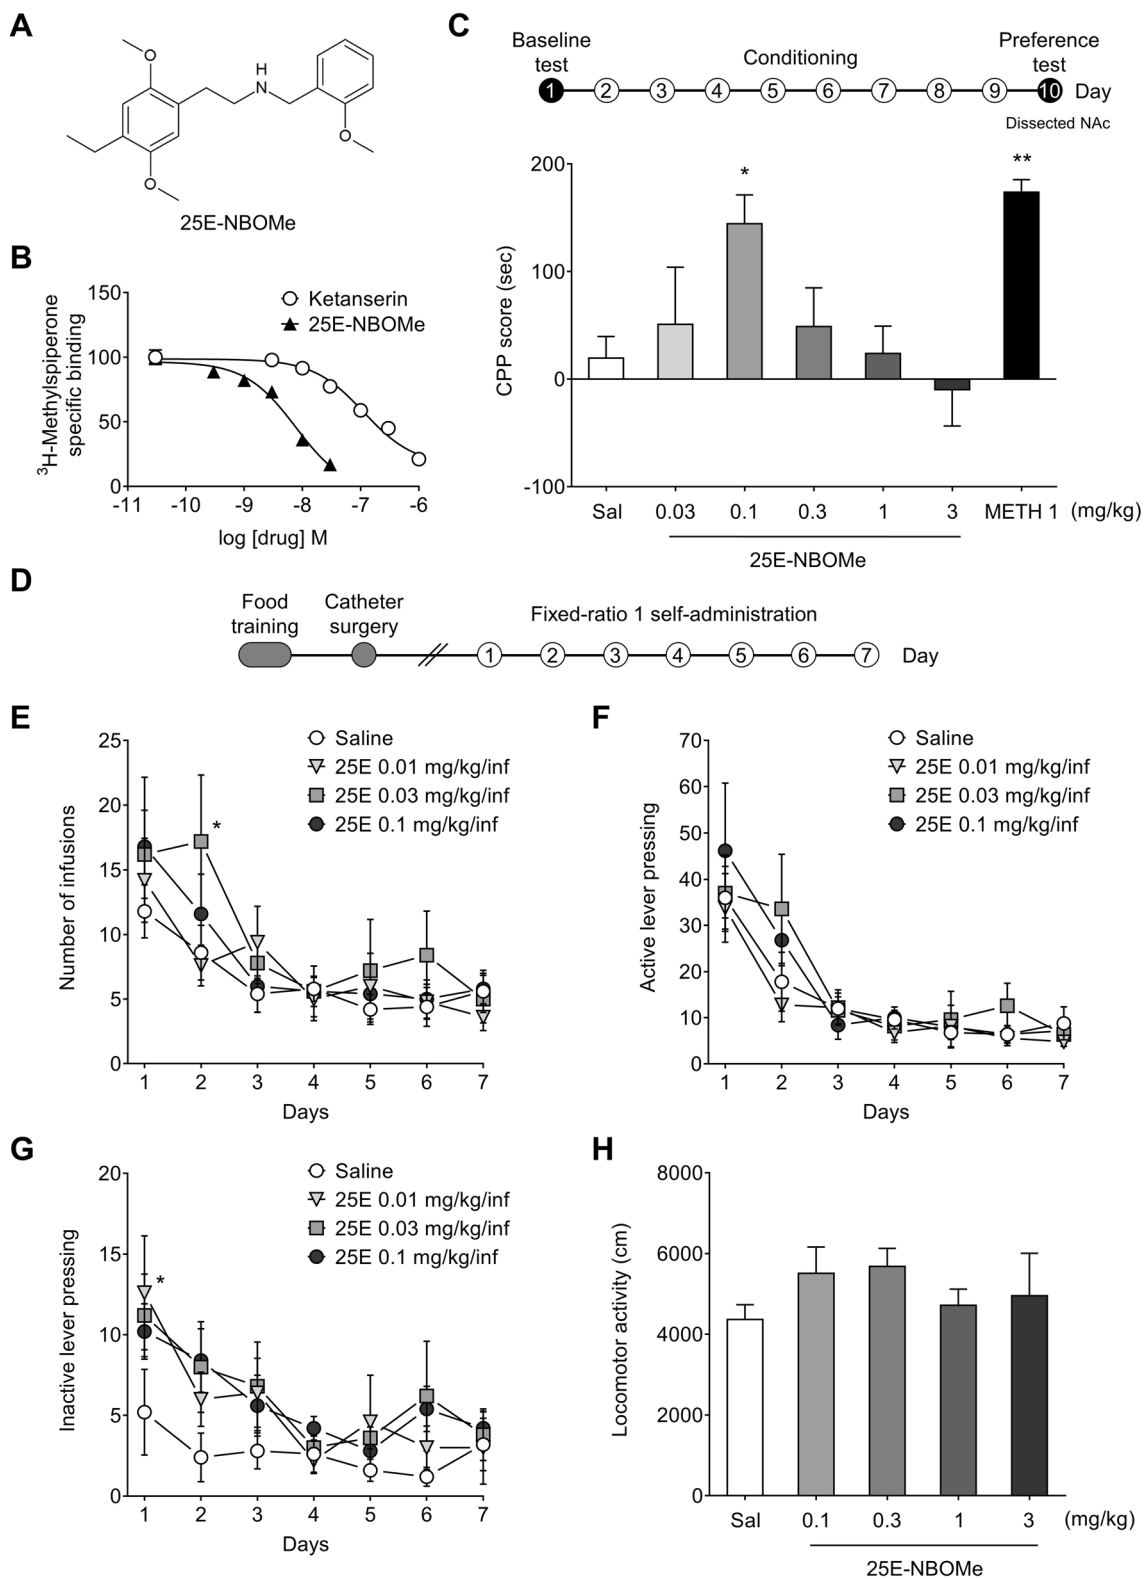 A
O
H
N
O
O
25E-NBOMe
B
150
100
50
0
³H-Methylspiperone
specific binding
Ketanserin
25E-NBOMe
-11 -10 -9 -8 -7 -6
log [drug] M
C
Baseline
test
Conditioning
Preference
test
1 2 3 4 5 6 7 8 9 10 Day
Dissected NAc
200
100
0
-100
CPP score (sec)
*
**
Sal 0.03 0.1 0.3 1 3 METH 1 (mg/kg)
25E-NBOMe
D
Food
training
Catheter
surgery
Fixed-ratio 1 self-administration
1 2 3 4 5 6 7 Day
E
25
20
15
10
5
0
Number of infusions
Saline
25E 0.01 mg/kg/inf
25E 0.03 mg/kg/inf
25E 0.1 mg/kg/inf
*
1 2 3 4 5 6 7
Days
F
70
60
50
40
30
20
10
0
Active lever pressing
Saline
25E 0.01 mg/kg/inf
25E 0.03 mg/kg/inf
25E 0.1 mg/kg/inf
1 2 3 4 5 6 7
Days
G
20
15
10
5
0
Inactive lever pressing
Saline
25E 0.01 mg/kg/inf
25E 0.03 mg/kg/inf
25E 0.1 mg/kg/inf
*
1 2 3 4 5 6 7
Days
H
8000
6000
4000
2000
0
Locomotor activity (cm)
Sal 0.1 0.3 1 3 (mg/kg)
25E-NBOMe